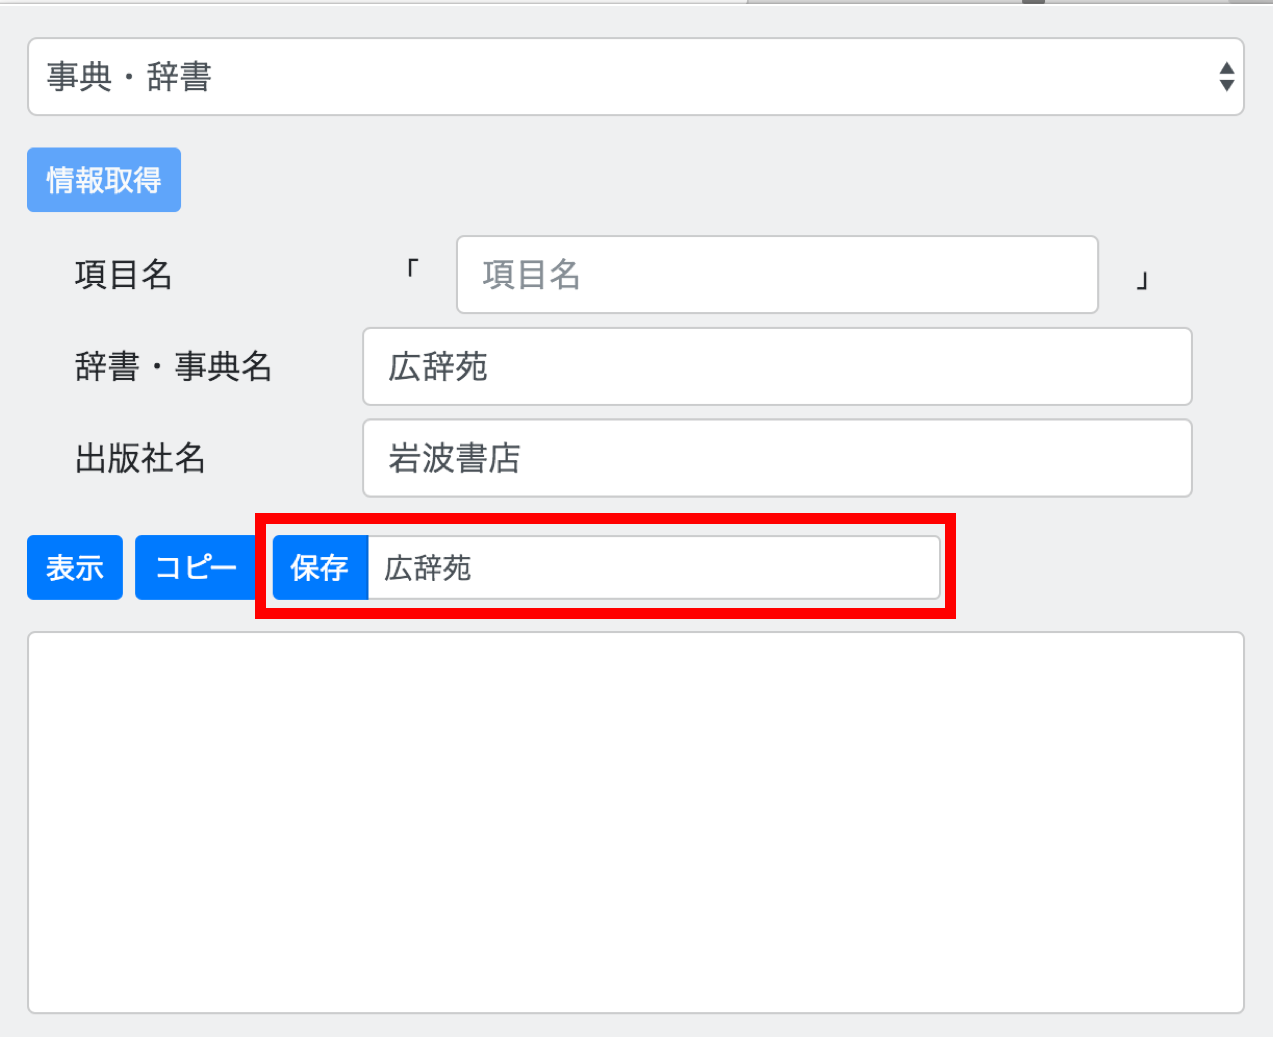 事典・辞書
情報取得
項目名 「 項目名 」
辞書・事典名 広辞苑
出版社名 岩波書店
表示 コピー 保存 広辞苑